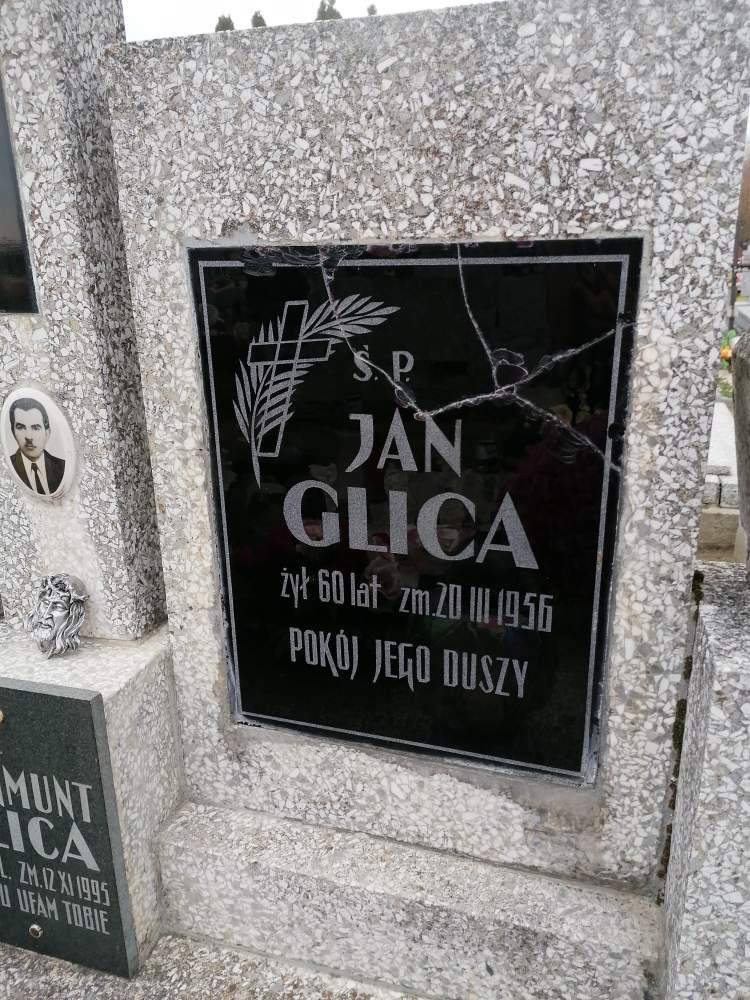 Ś. P.
JAN
GLICA
żył 60 lat zm. 20 III 1956
POKÓJ JEGO DUSZY
MUNT
LICA
L. ZM. 12 XI 1995
U UFAM TOBIE